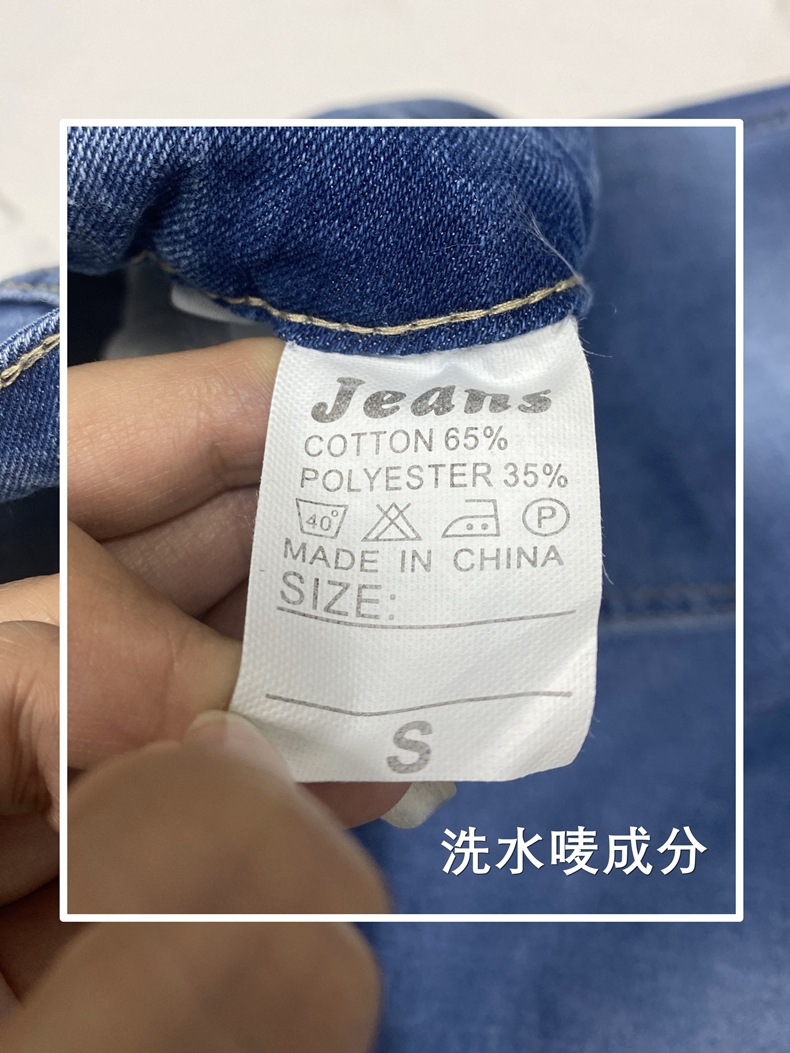 Jeans
COTTON 65%
POLYESTER 35%
40° P
MADE IN CHINA
SIZE:
S
洗水唛成分